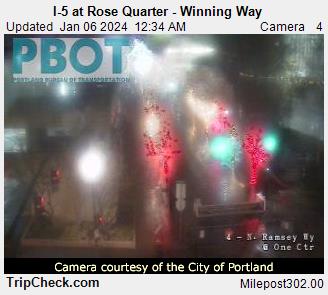 I-5 at Rose Quarter - Winning Way
Updated Jan 06 2024 12:34 AM Camera 4
PBOT
PORTLAND BUREAU OF TRANSPORTATION
4 - N. Ramsey Wy
@ One Ctr
Camera courtesy of the City of Portland
TripCheck.com Milepost302.00